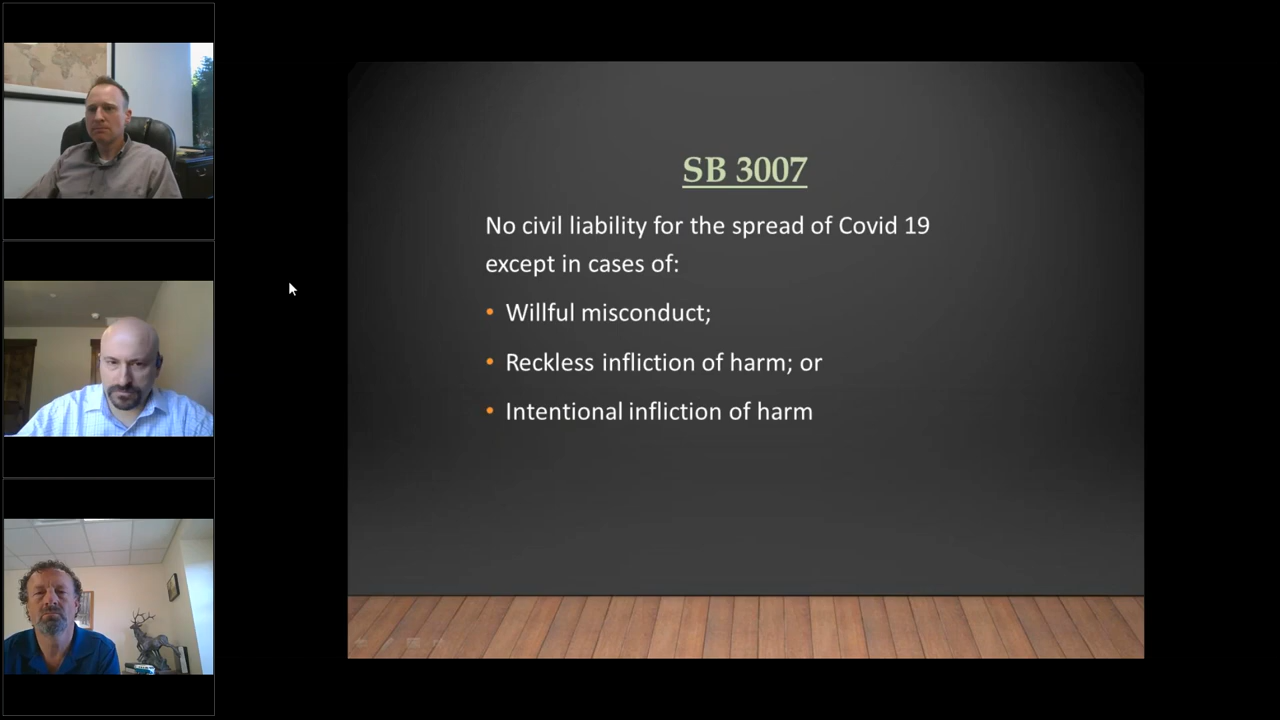 SB 3007
No civil liability for the spread of Covid 19
except in cases of:
• Willful misconduct;
• Reckless infliction of harm; or
• Intentional infliction of harm